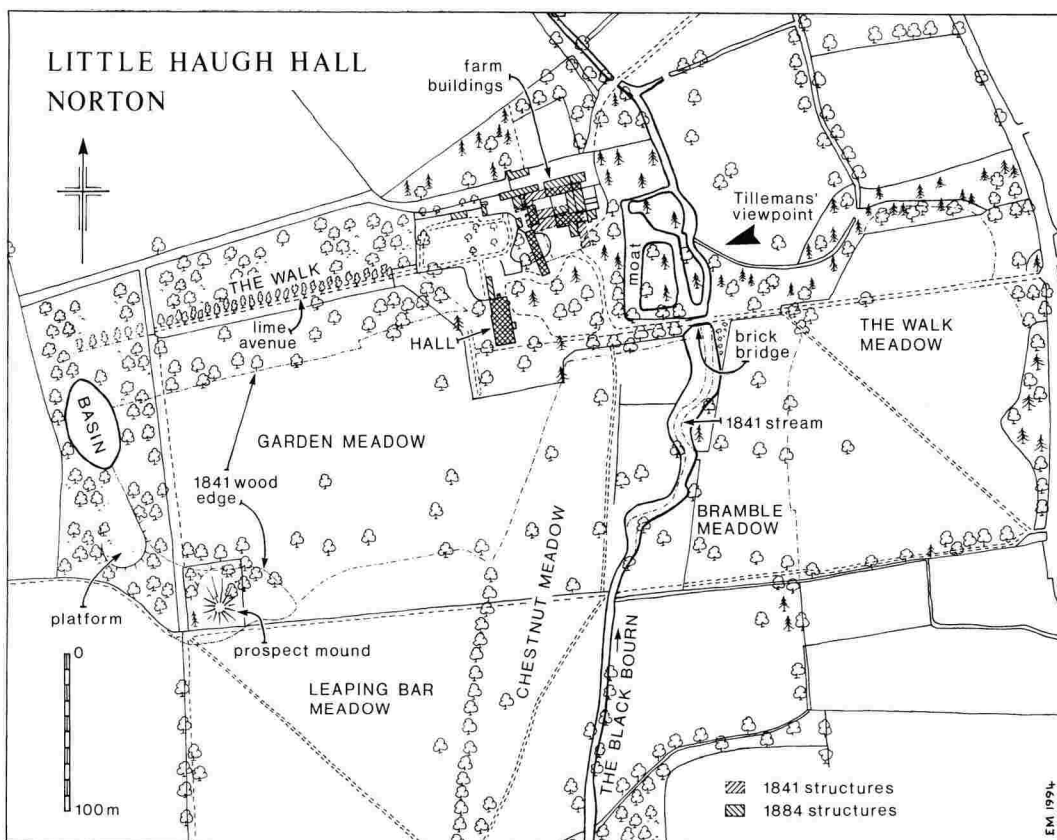 LITTLE HAUGH HALL
NORTON
farm
buildings
Tillemans'
viewpoint
THE WALK
moat
lime
avenue
HALL
brick
bridge
THE WALK
MEADOW
BASIN
GARDEN MEADOW
1841 stream
1841 wood
edge
BRAMBLE
MEADOW
CHESTNUT MEADOW
platform
prospect mound
0
LEAPING BAR
MEADOW
THE BLACK BOURN
100 m
1841 structures
1884 structures
EM 1994